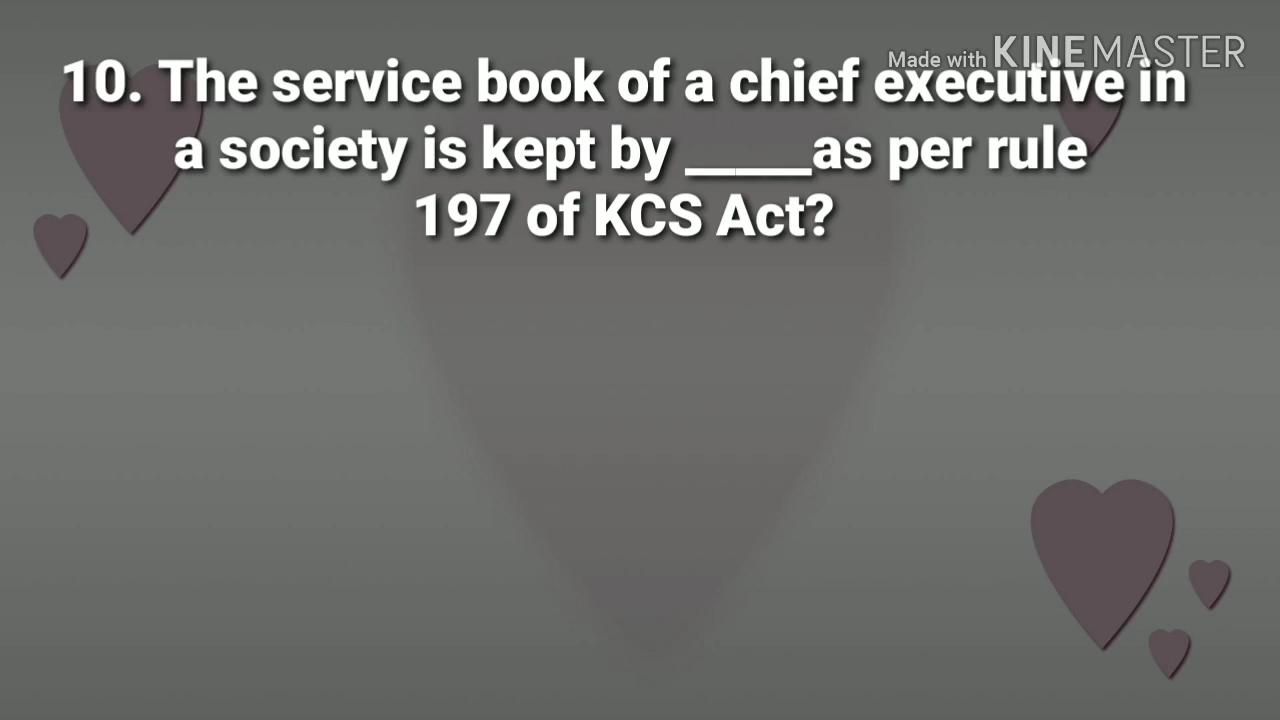 Made with KINEMASTER
10. The service book of a chief executive in
a society is kept by _____as per rule
197 of KCS Act?